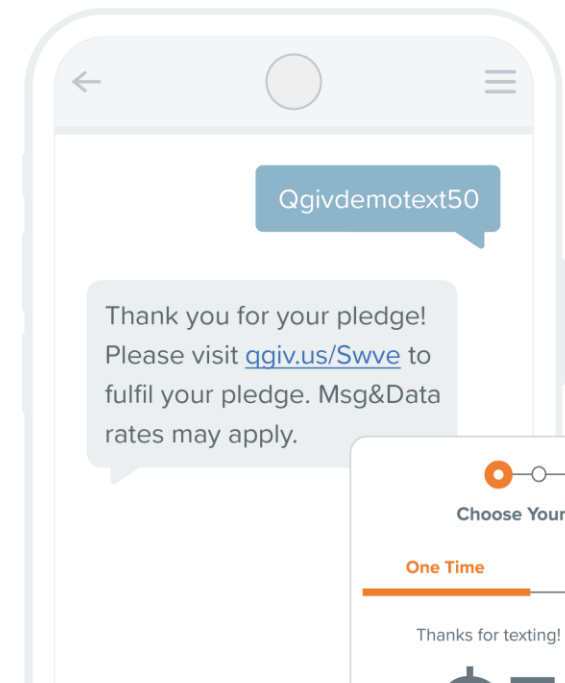 Qgivdemotext50
Thank you for your pledge!
Please visit qgiv.us/Swve to
fulfil your pledge. Msg&Data
rates may apply.
Choose Your
One Time
Thanks for texting!